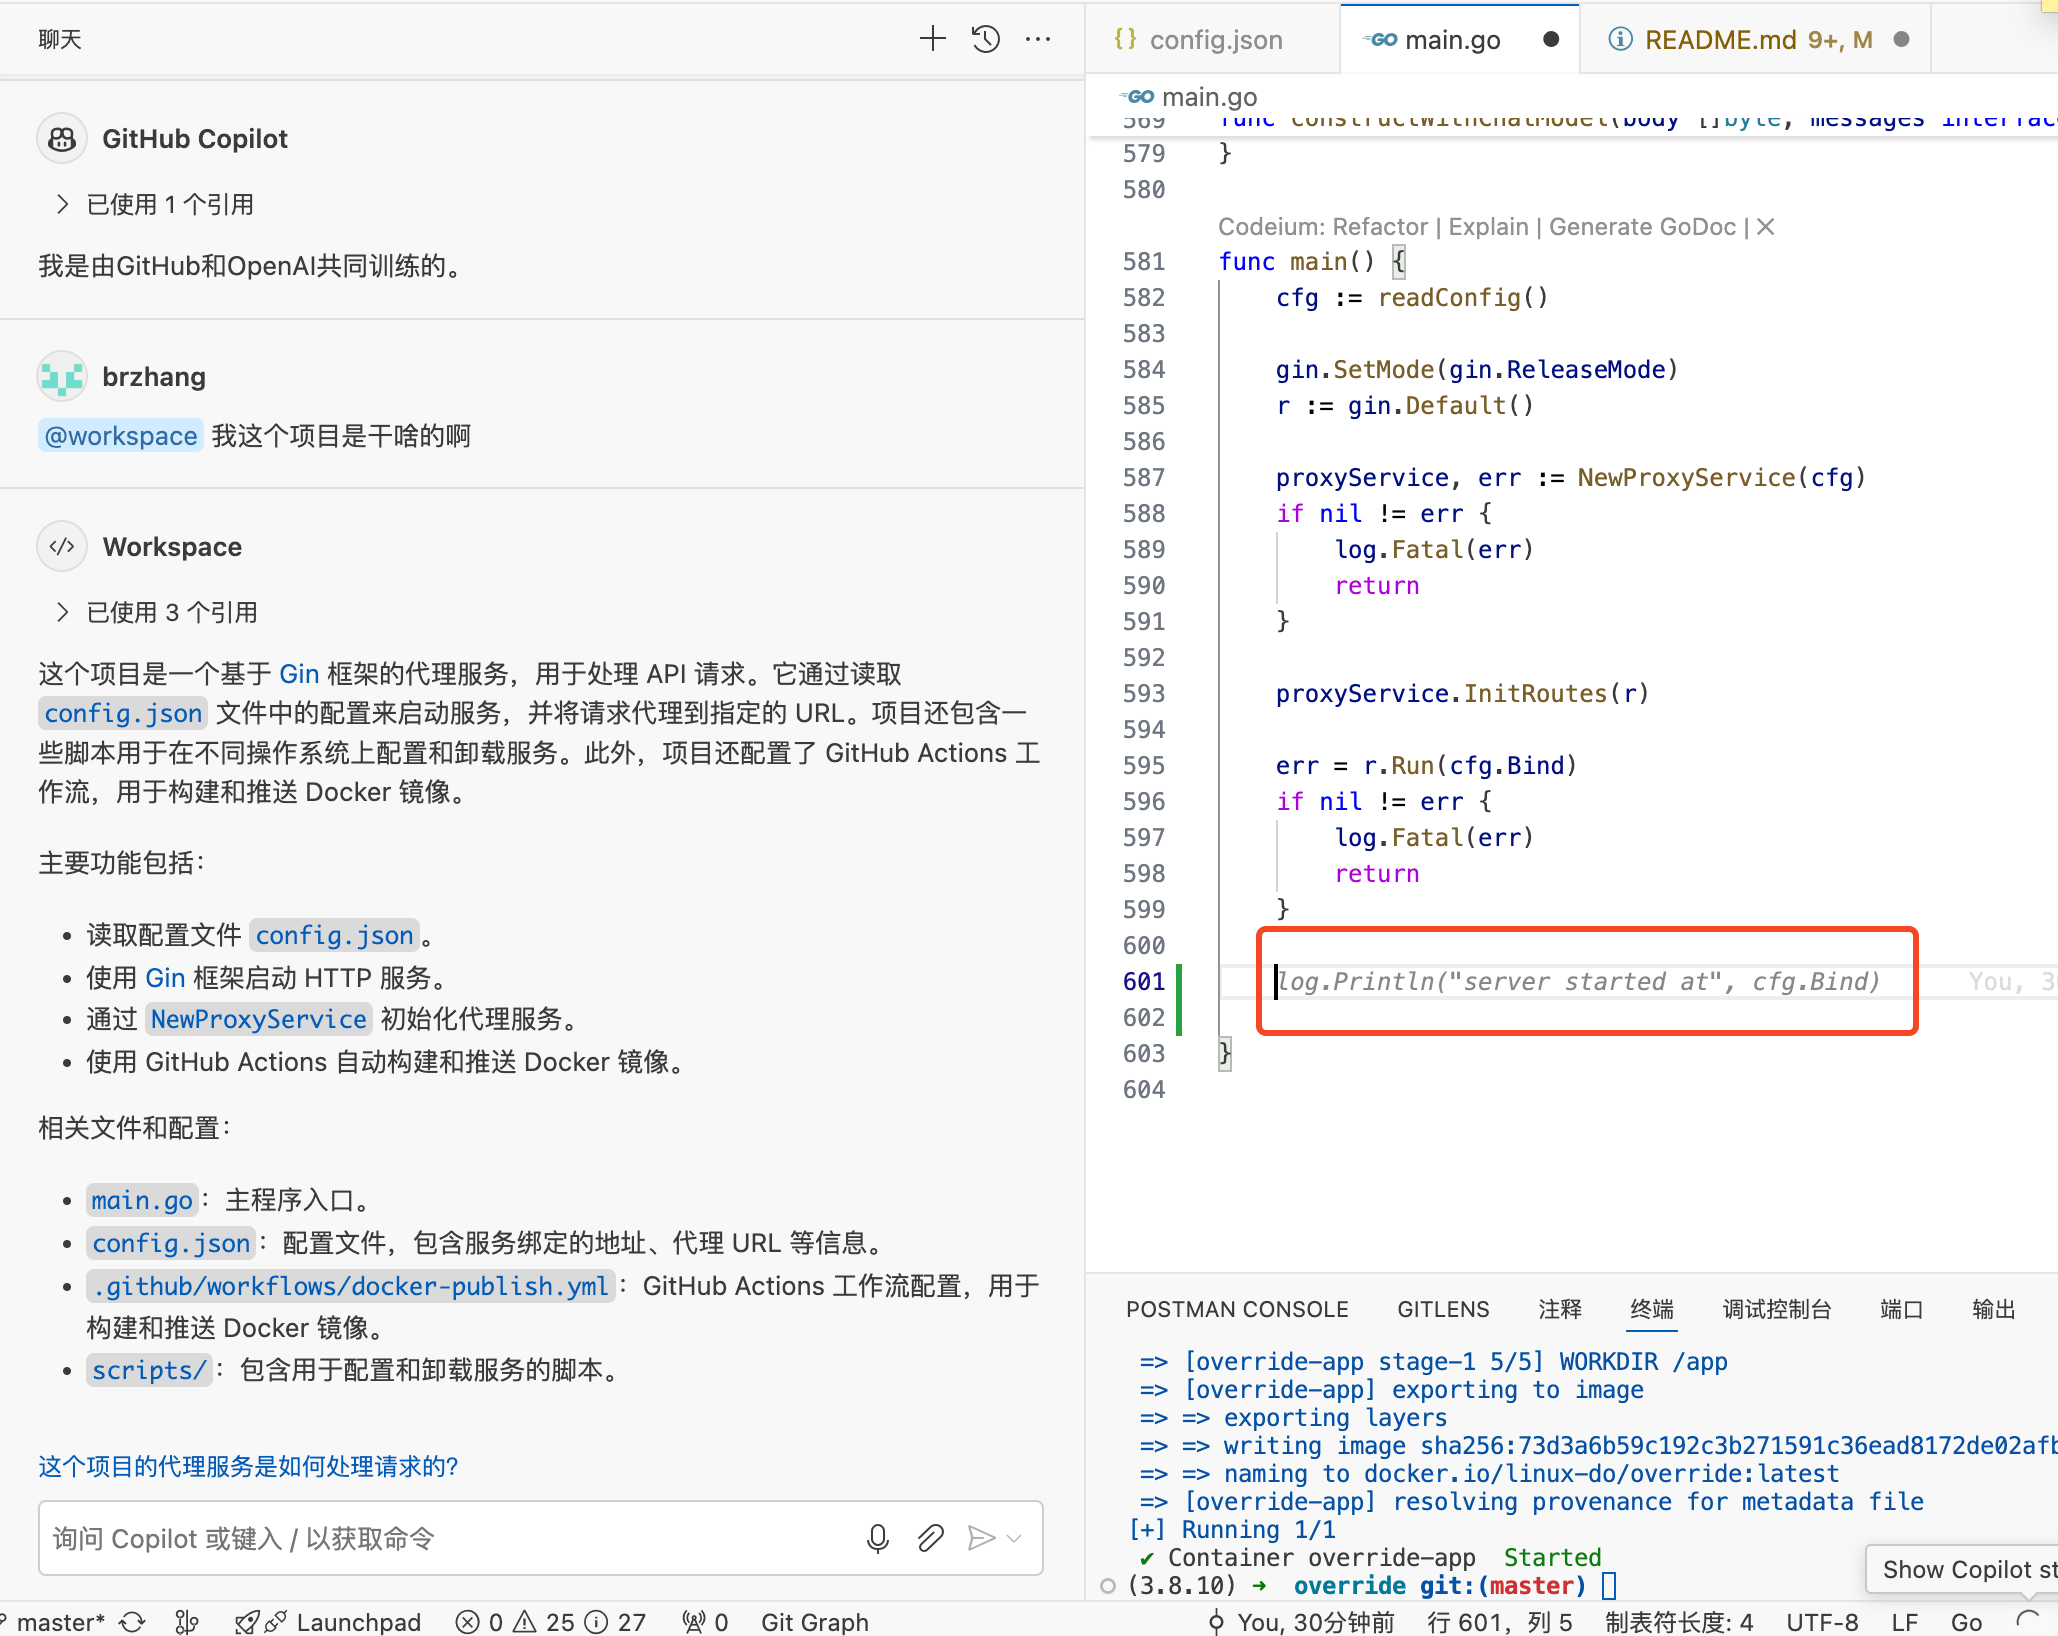 聊天
GitHub Copilot
已使用 1 个引用
我是由GitHub和OpenAI共同训练的。
brzhang
@workspace 我这个项目是干啥的啊
Workspace
已使用 3 个引用
这个项目是一个基于 Gin 框架的代理服务，用于处理 API 请求。它通过读取
config.json 文件中的配置来启动服务，并将请求代理到指定的 URL。项目还包含一
些脚本用于在不同操作系统上配置和卸载服务。此外，项目还配置了 GitHub Actions 工
作流，用于构建和推送 Docker 镜像。
主要功能包括：
• 读取配置文件 config.json。
• 使用 Gin 框架启动 HTTP 服务。
• 通过 NewProxyService 初始化代理服务。
• 使用 GitHub Actions 自动构建和推送 Docker 镜像。
相关文件和配置：
• main.go：主程序入口。
• config.json：配置文件，包含服务绑定的地址、代理 URL 等信息。
• .github/workflows/docker-publish.yml：GitHub Actions 工作流配置，用于
构建和推送 Docker 镜像。
• scripts/：包含用于配置和卸载服务的脚本。
这个项目的代理服务是如何处理请求的?
询问 Copilot 或键入 / 以获取命令
{} config.json
GO main.go
README.md 9+, M
GO main.go
569 func constructWithChatModel(body []byte, messages interfac
579 }
580
Codeium: Refactor | Explain | Generate GoDoc | ×
581 func main() {
582 cfg := readConfig()
583
584 gin.SetMode(gin.ReleaseMode)
585 r := gin.Default()
586
587 proxyService, err := NewProxyService(cfg)
588 if nil != err {
589 log.Fatal(err)
590 return
591 }
592
593 proxyService.InitRoutes(r)
594
595 err = r.Run(cfg.Bind)
596 if nil != err {
597 log.Fatal(err)
598 return
599 }
600
601 log.Println("server started at", cfg.Bind) You, 3
602
603 }
604
POSTMAN CONSOLE GITLENS 注释 终端 调试控制台 端口 输出
=> [override-app stage-1 5/5] WORKDIR /app
=> [override-app] exporting to image
=> => exporting layers
=> => writing image sha256:73d3a6b59c192c3b271591c36ead8172de02afb
=> => naming to docker.io/linux-do/override:latest
=> [override-app] resolving provenance for metadata file
[+] Running 1/1
✔ Container override-app Started
(3.8.10) ➜ override git:(master)
Show Copilot st
master* Launchpad 0 25 27 0 Git Graph You, 30分钟前 行 601，列 5 制表符长度: 4 UTF-8 LF Go